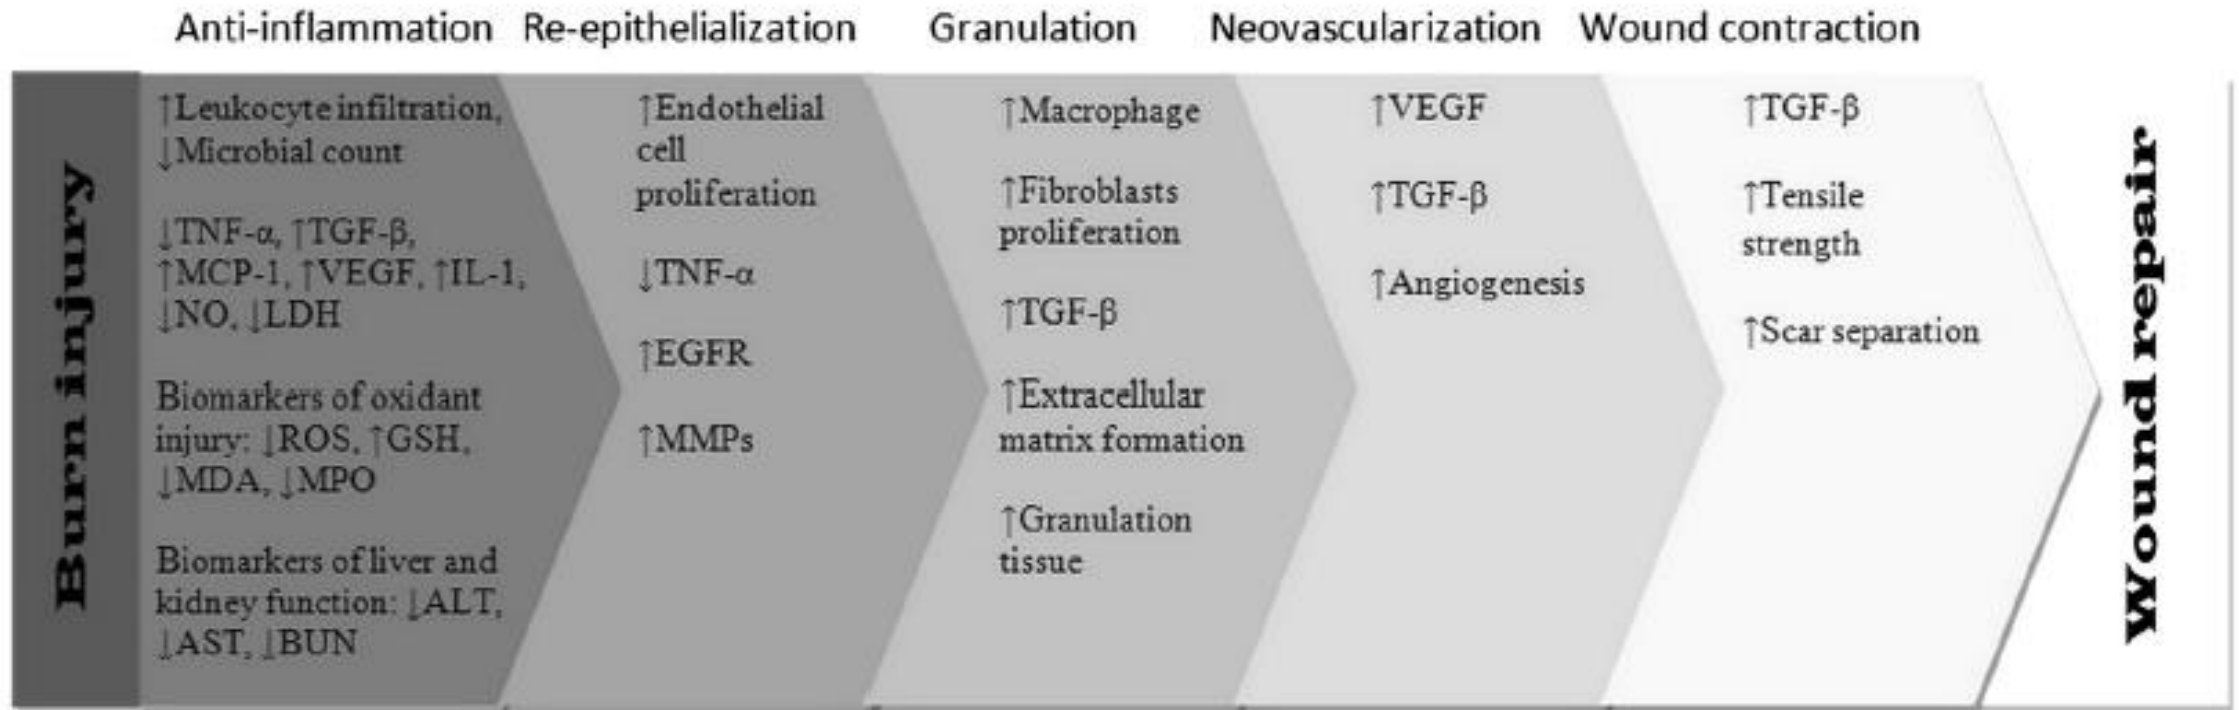 Anti-inflammation Re-epithelialization Granulation Neovascularization Wound contraction
Burn injury
↑Leukocyte infiltration,
↓Microbial count
↓TNF-α, ↑TGF-β,
↑MCP-1, ↑VEGF, ↑IL-1,
↓NO, ↓LDH
Biomarkers of oxidant
injury: ↓ROS, ↑GSH,
↓MDA, ↓MPO
Biomarkers of liver and
kidney function: ↓ALT,
↓AST, ↓BUN
↑Endothelial
cell
proliferation
↓TNF-α
↑EGFR
↑MMPs
↑Macrophage
↑Fibroblasts
proliferation
↑TGF-β
↑Extracellular
matrix formation
↑Granulation
tissue
↑VEGF
↑TGF-β
↑Angiogenesis
↑TGF-β
↑Tensile
strength
↑Scar separation
Wound repair